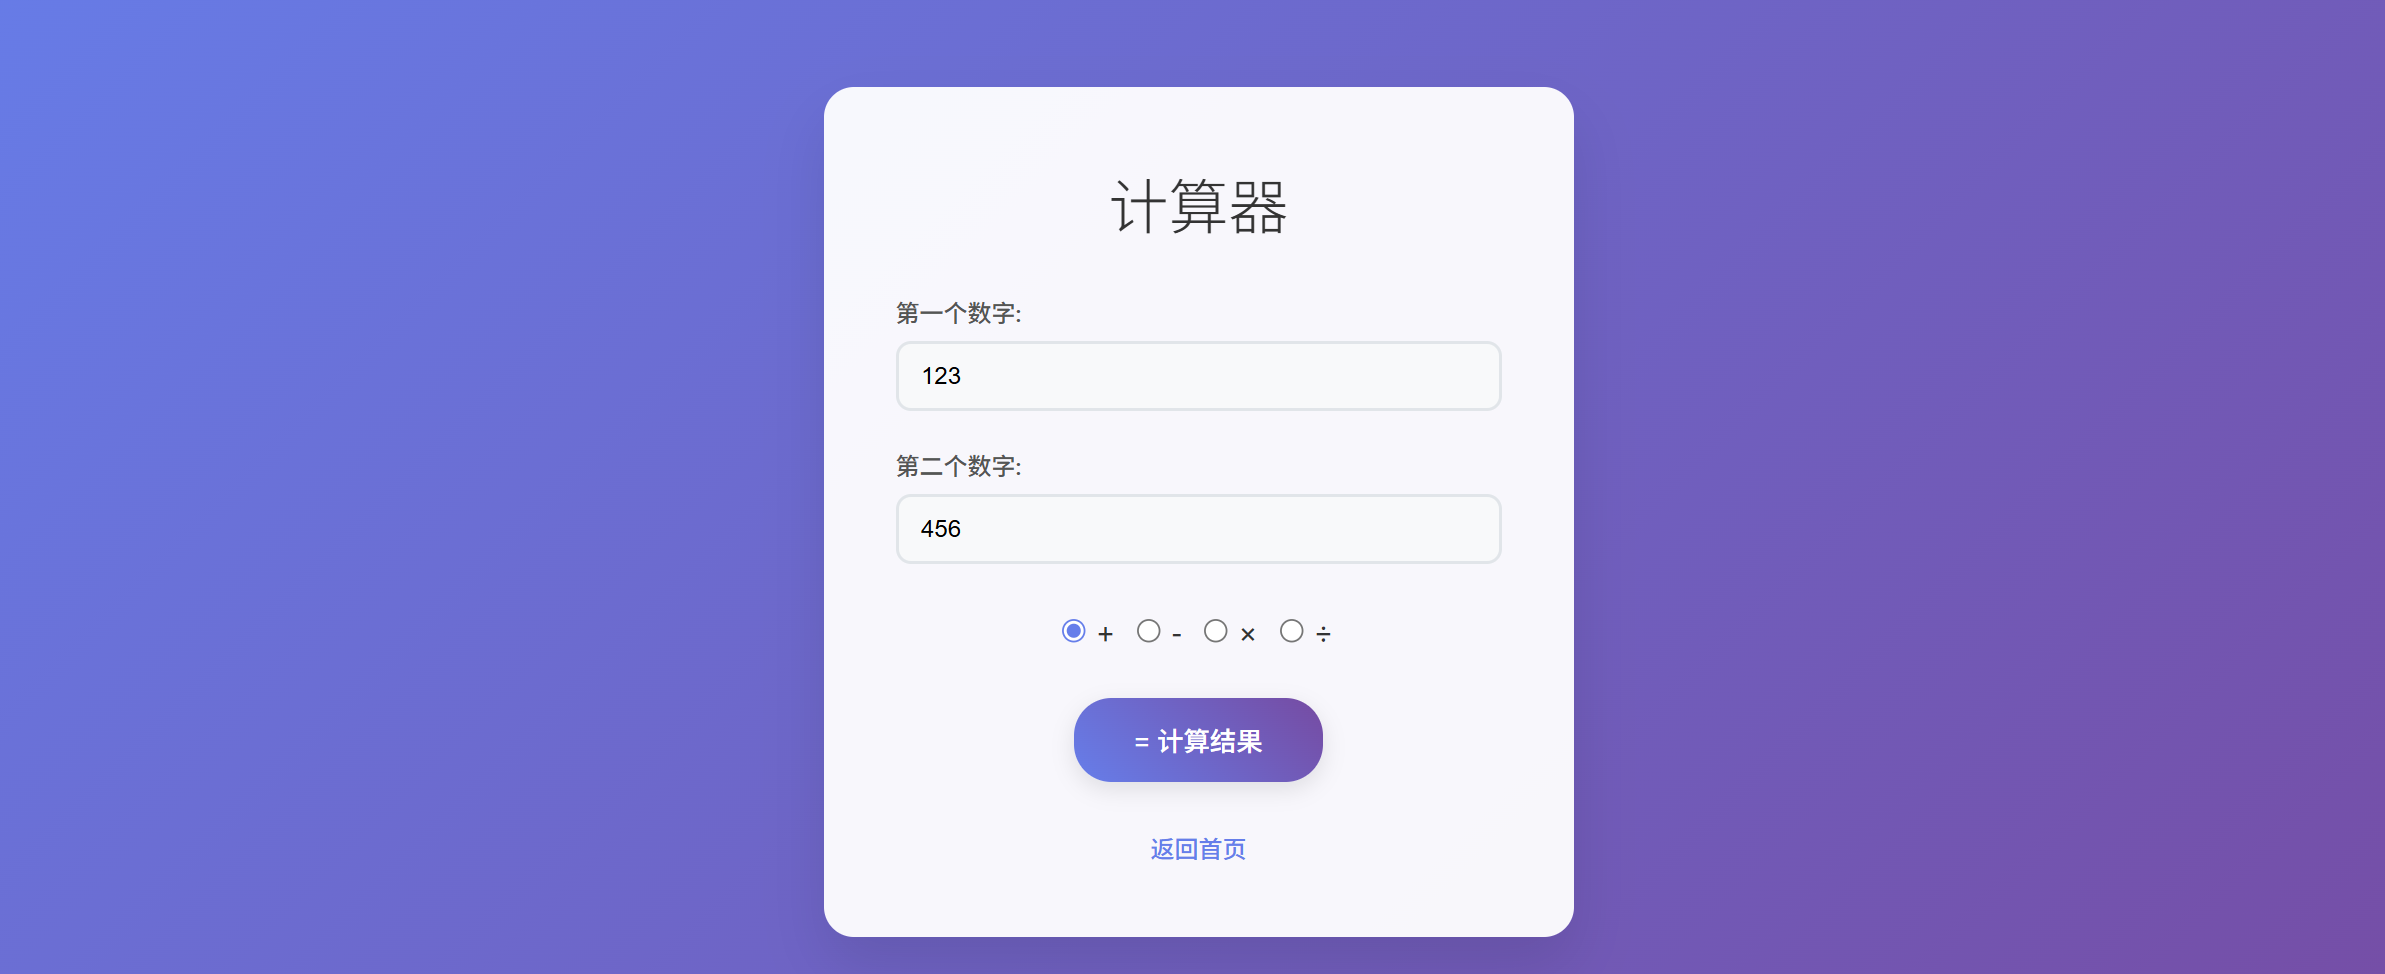 计算器
第一个数字:
123
第二个数字:
456
+ - × ÷
= 计算结果
返回首页